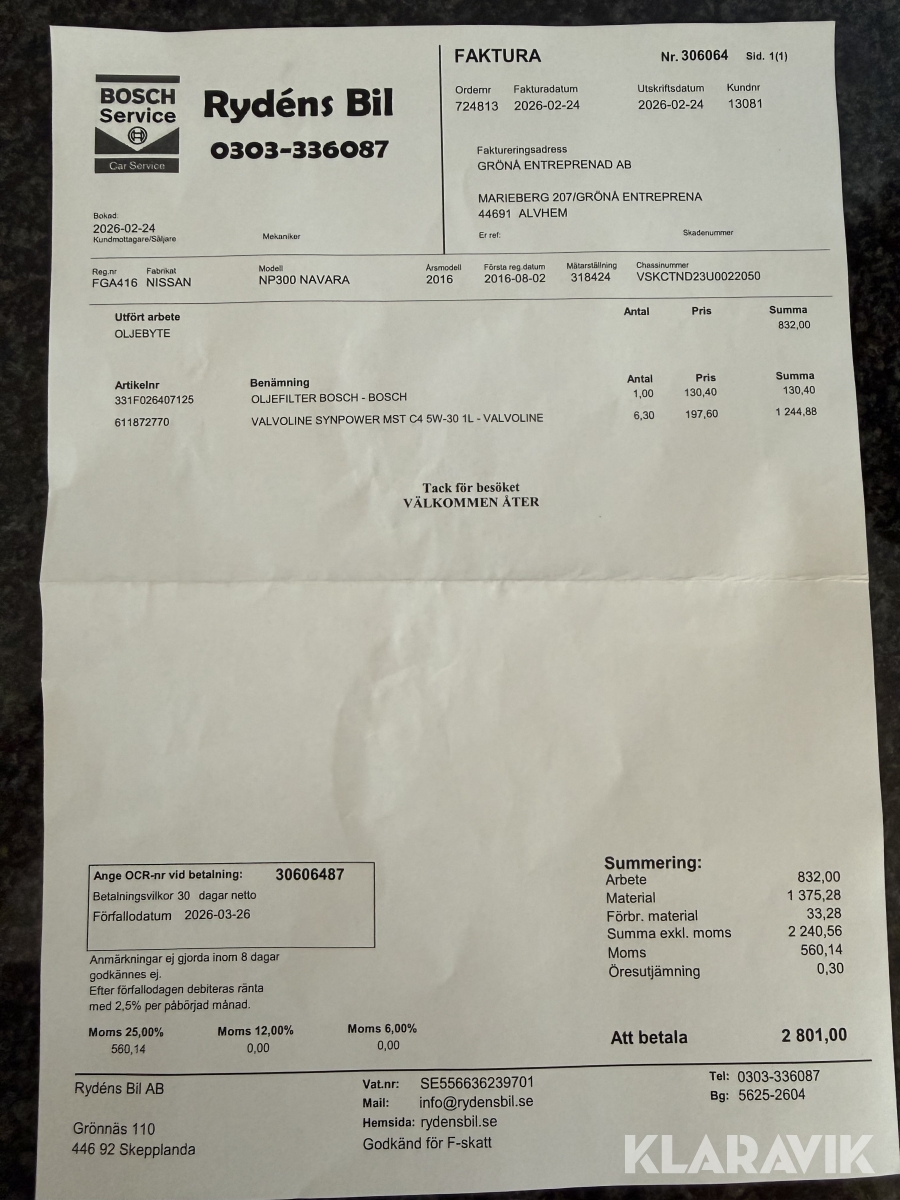 BOSCH
Service
Car Service
Rydéns Bil
0303-336087
FAKTURA
Nr. 306064 Sid. 1(1)
Ordernr Fakturadatum Utskriftsdatum Kundnr
724813 2026-02-24 2026-02-24 13081
Faktureringsadress
GRÖNÅ ENTREPRENAD AB
MARIEBERG 207/GRÖNÅ ENTREPRENA
44691 ALVHEM
Er ref: Skadenummer
Bokad:
2026-02-24
Kundmottagare/Säljare Mekaniker
Reg.nr Fabrikat Modell Årsmodell Första reg.datum Mätarställning Chassinummer
FGA416 NISSAN NP300 NAVARA 2016 2016-08-02 318424 VSKCTND23U0022050
Utfört arbete Antal Pris Summa
OLJEBYTE 832,00
Artikelnr Benämning Antal Pris Summa
331F026407125 OLJEFILTER BOSCH - BOSCH 1,00 130,40 130,40
611872770 VALVOLINE SYNPOWER MST C4 5W-30 1L - VALVOLINE 6,30 197,60 1 244,88
Tack för besöket
VÄLKOMMEN ÅTER
Ange OCR-nr vid betalning: 30606487
Betalningsvilkor 30 dagar netto
Förfallodatum 2026-03-26
Anmärkningar ej gjorda inom 8 dagar
godkännes ej.
Efter förfallodagen debiteras ränta
med 2,5% per påbörjad månad.
Summering:
Arbete 832,00
Material 1 375,28
Förbr. material 33,28
Summa exkl. moms 2 240,56
Moms 560,14
Öresutjämning 0,30
Moms 25,00% Moms 12,00% Moms 6,00%
560,14 0,00 0,00
Att betala 2 801,00
Rydéns Bil AB
Grönnäs 110
446 92 Skepplanda
Vat.nr: SE556636239701
Mail: info@rydensbil.se
Hemsida: rydensbil.se
Godkänd för F-skatt
Tel: 0303-336087
Bg: 5625-2604
KLARAVIK